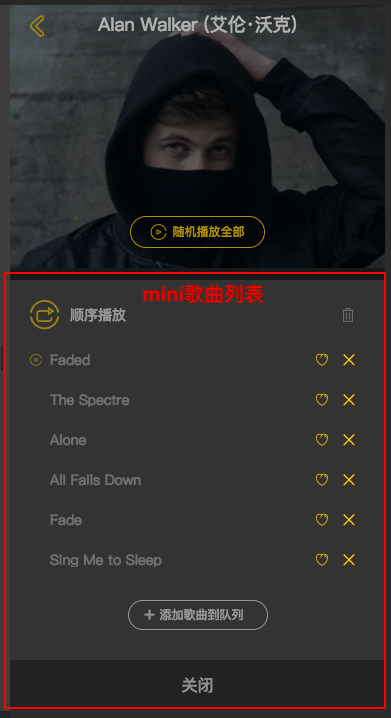 Alan Walker (艾伦·沃克)
随机播放全部
mini歌曲列表
顺序播放
Faded
The Spectre
Alone
All Falls Down
Fade
Sing Me to Sleep
+ 添加歌曲到队列
关闭